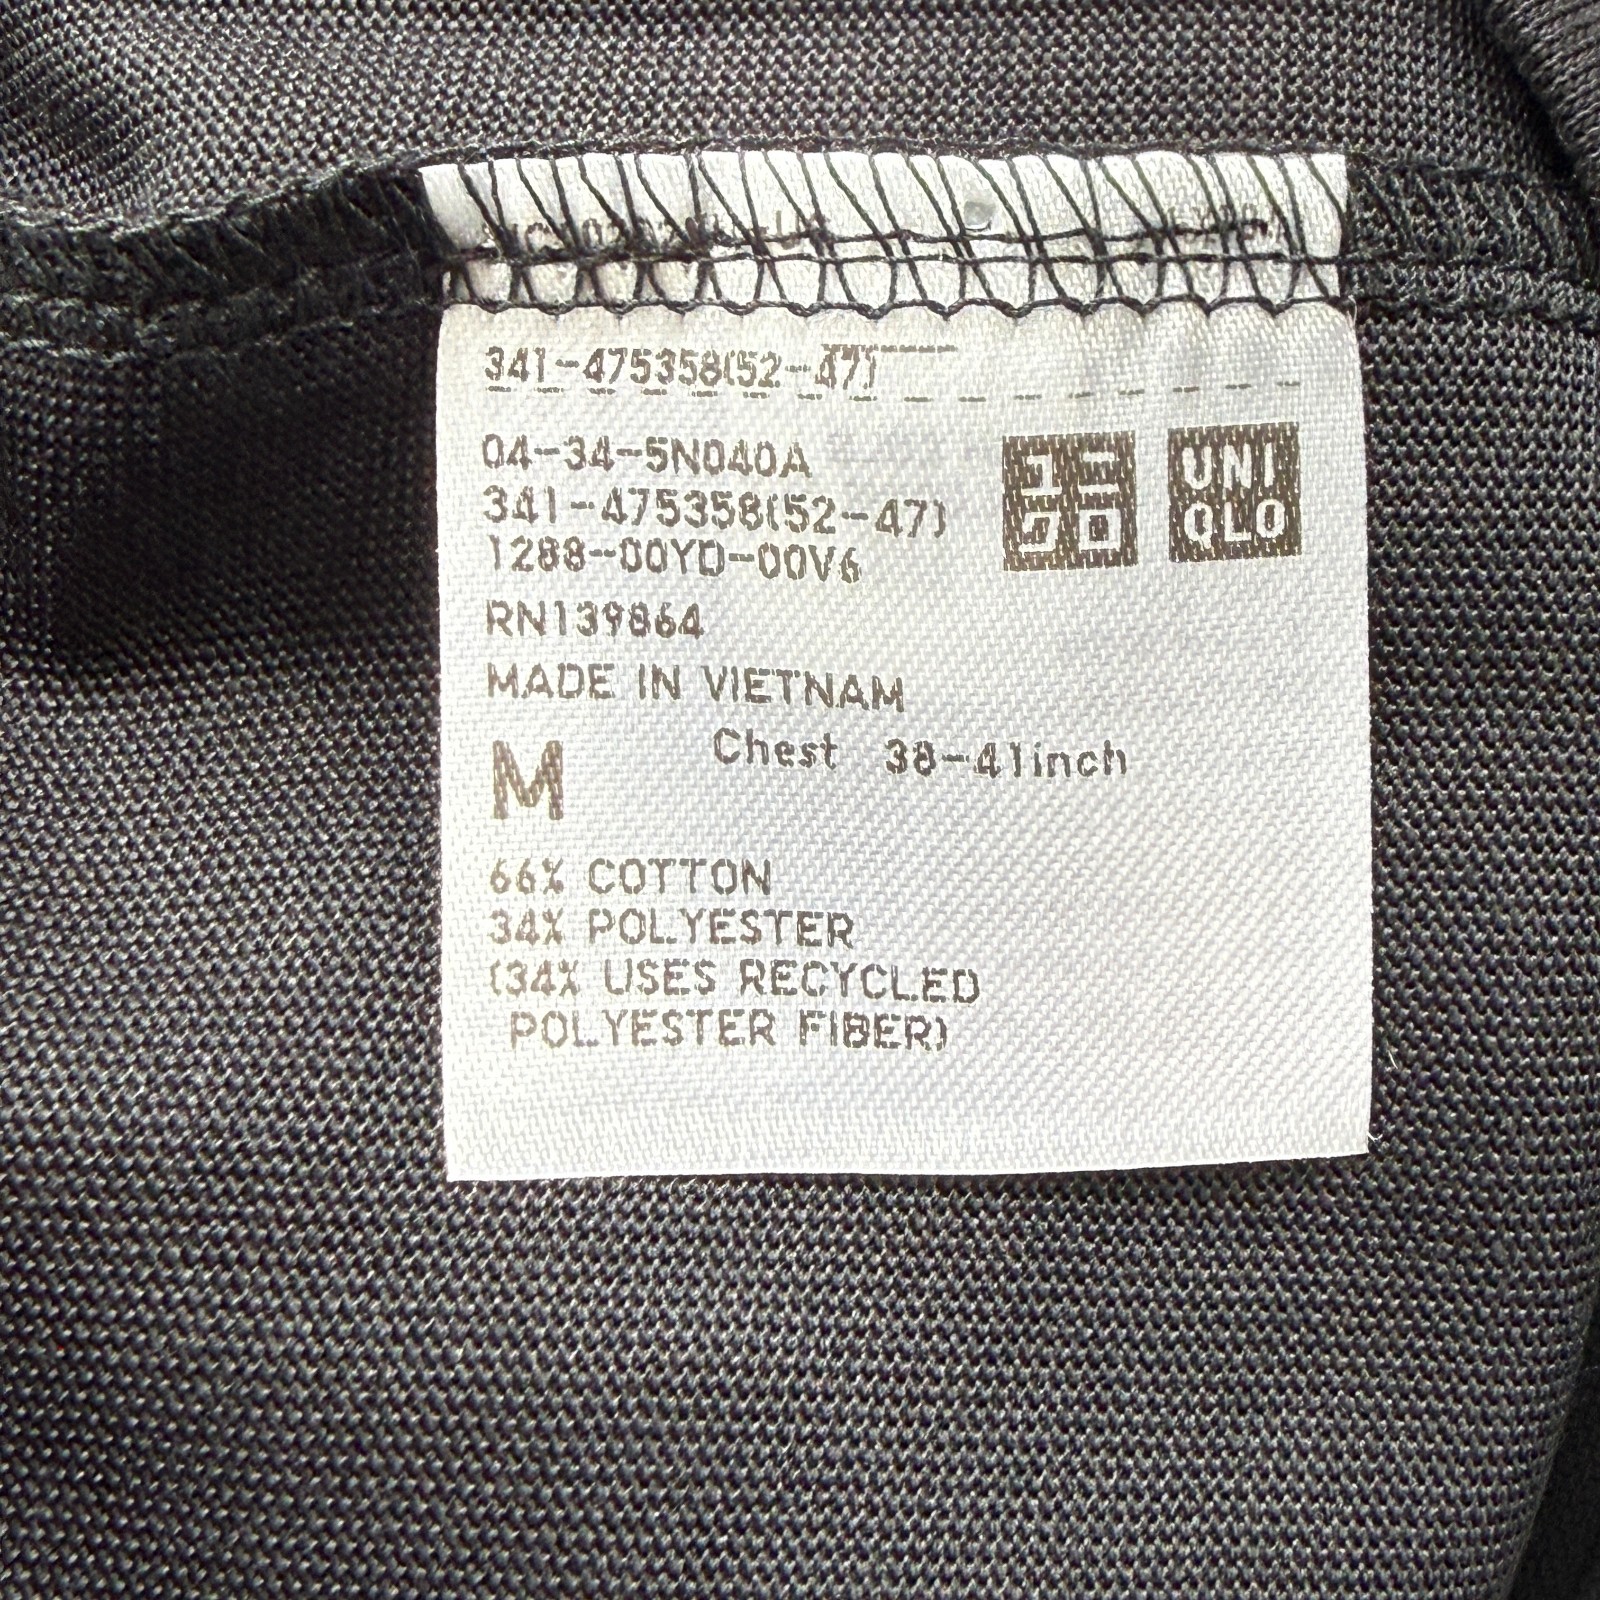 341-475358(52-47)
04-34-5N040A
341-475358(52-47)
1288-00YD-00V6
ユニ
クロ
UNI
QLO
RN139864
MADE IN VIETNAM
M Chest 38-41inch
66% COTTON
34% POLYESTER
(34% USES RECYCLED
POLYESTER FIBER)